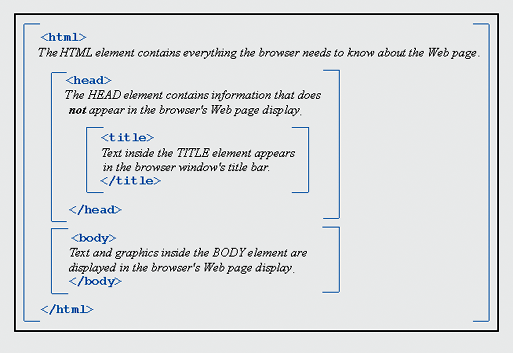 <html>
The HTML element contains everything the browser needs to know about the Web page.
<head>
The HEAD element contains information that does
not appear in the browser's Web page display.
<title>
Text inside the TITLE element appears
in the browser window's title bar.
</title>
</head>
<body>
Text and graphics inside the BODY element are
displayed in the browser's Web page display.
</body>
</html>